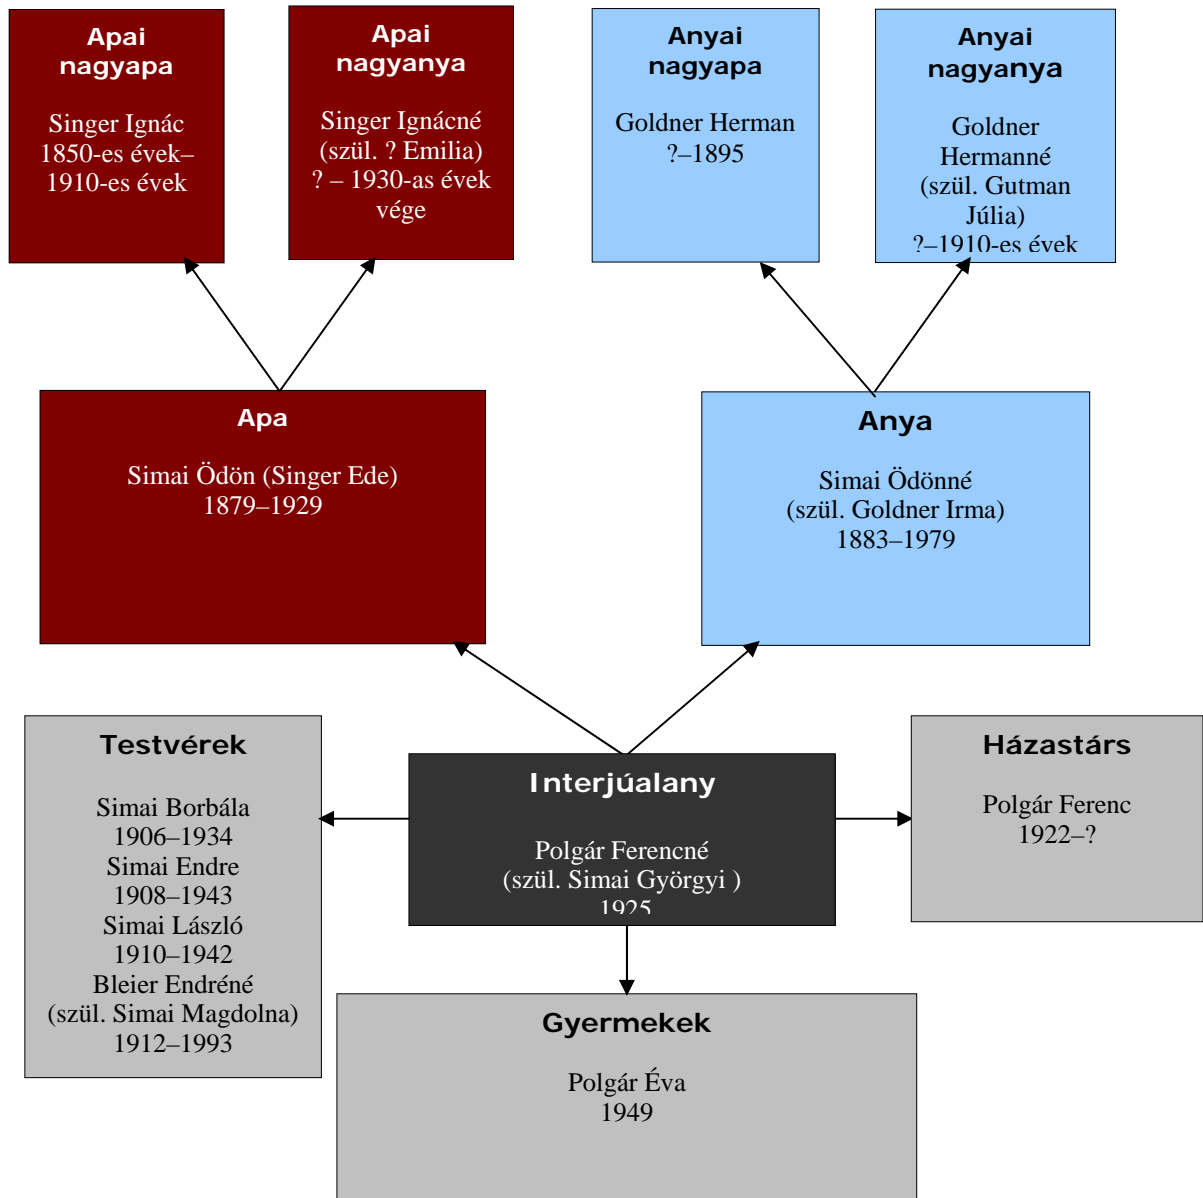 Apai
nagyapa
Singer Ignác
1850-es évek–
1910-es évek
Apai
nagyanya
Singer Ignácné
(szül. ? Emilia)
? – 1930-as évek
vége
Anyai
nagyapa
Goldner Herman
?–1895
Anyai
nagyanya
Goldner
Hermanné
(szül. Gutman
Júlia)
?–1910-es évek
Apa
Simai Ödön (Singer Ede)
1879–1929
Anya
Simai Ödönné
(szül. Goldner Irma)
1883–1979
Testvérek
Simai Borbála
1906–1934
Simai Endre
1908–1943
Simai László
1910–1942
Bleier Endréné
(szül. Simai Magdolna)
1912–1993
Interjúalany
Polgár Ferencné
(szül. Simai Györgyi )
1925
Házastárs
Polgár Ferenc
1922–?
Gyermekek
Polgár Éva
1949